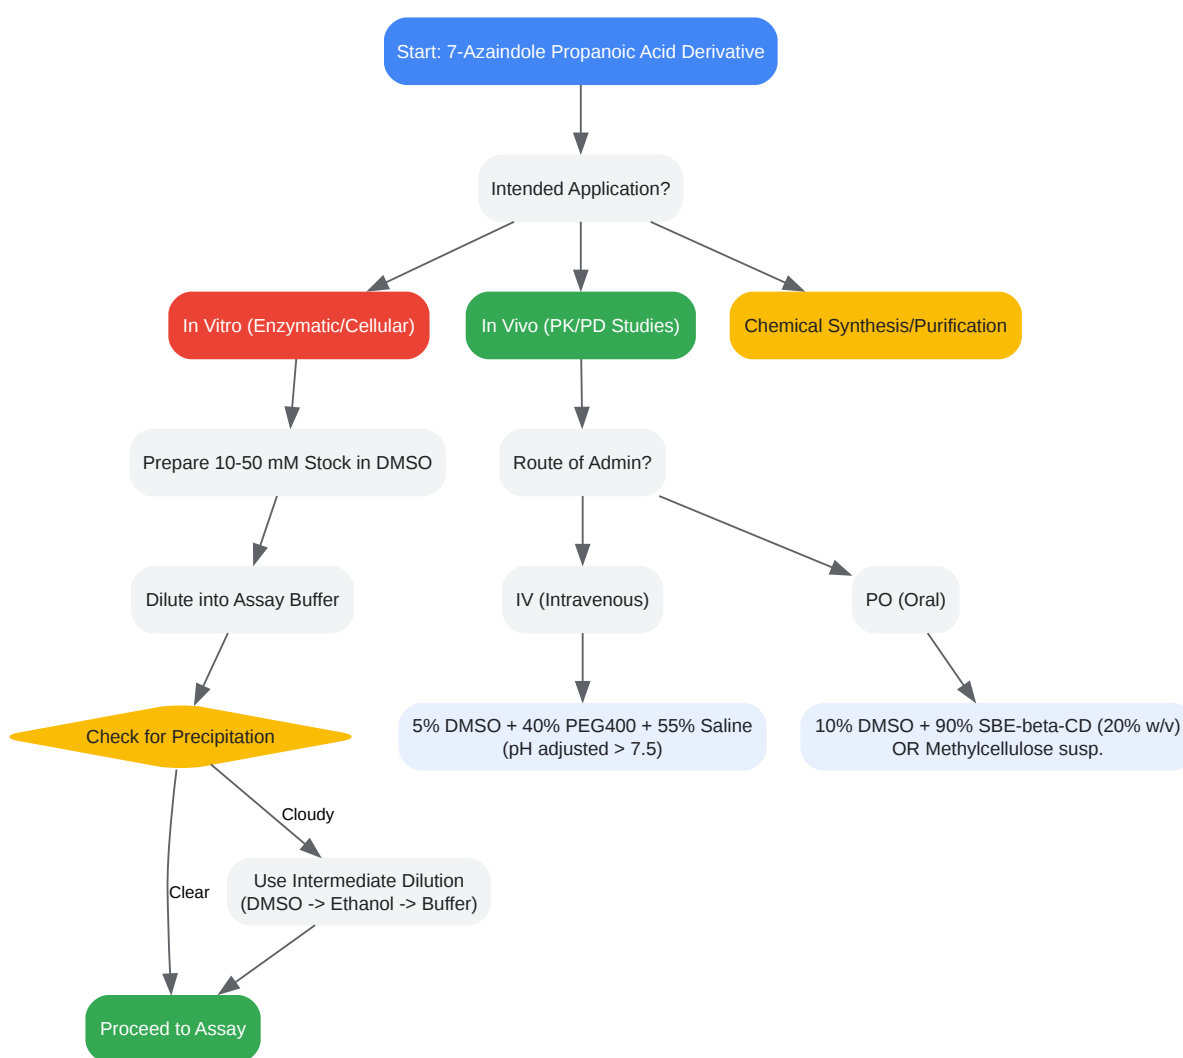 Start: 7-Azaindole Propanoic Acid Derivative
Intended Application?
In Vitro (Enzymatic/Cellular)
In Vivo (PK/PD Studies)
Chemical Synthesis/Purification
Prepare 10-50 mM Stock in DMSO
Route of Admin?
Dilute into Assay Buffer
IV (Intravenous)
PO (Oral)
Check for Precipitation
5% DMSO + 40% PEG400 + 55% Saline
(pH adjusted > 7.5)
10% DMSO + 90% SBE-beta-CD (20% w/v)
OR Methylcellulose susp.
Cloudy
Clear
Use Intermediate Dilution
(DMSO -> Ethanol -> Buffer)
Proceed to Assay